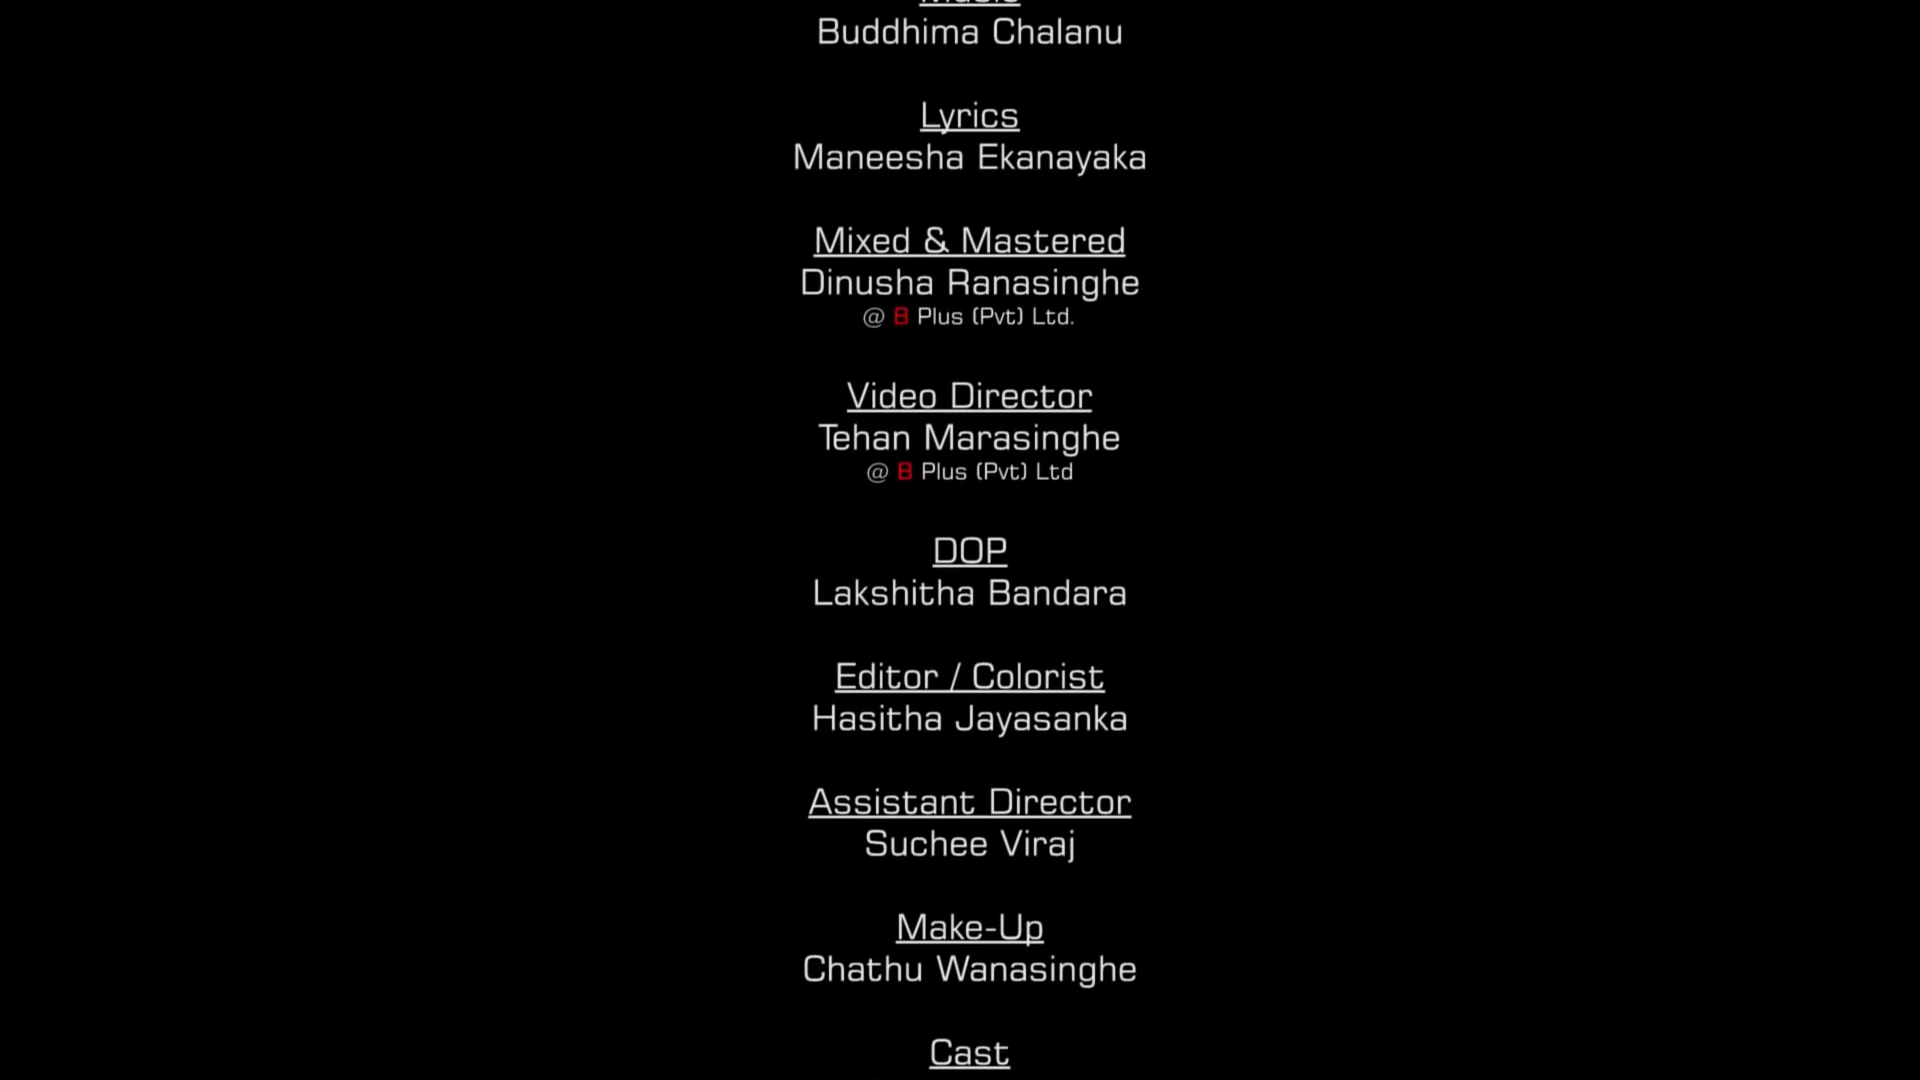 Music
Buddhima Chalanu
Lyrics
Maneesha Ekanayaka
Mixed & Mastered
Dinusha Ranasinghe
@ B Plus (Pvt) Ltd.
Video Director
Tehan Marasinghe
@ B Plus (Pvt) Ltd
DOP
Lakshitha Bandara
Editor / Colorist
Hasitha Jayasanka
Assistant Director
Suchee Viraj
Make-Up
Chathu Wanasinghe
Cast